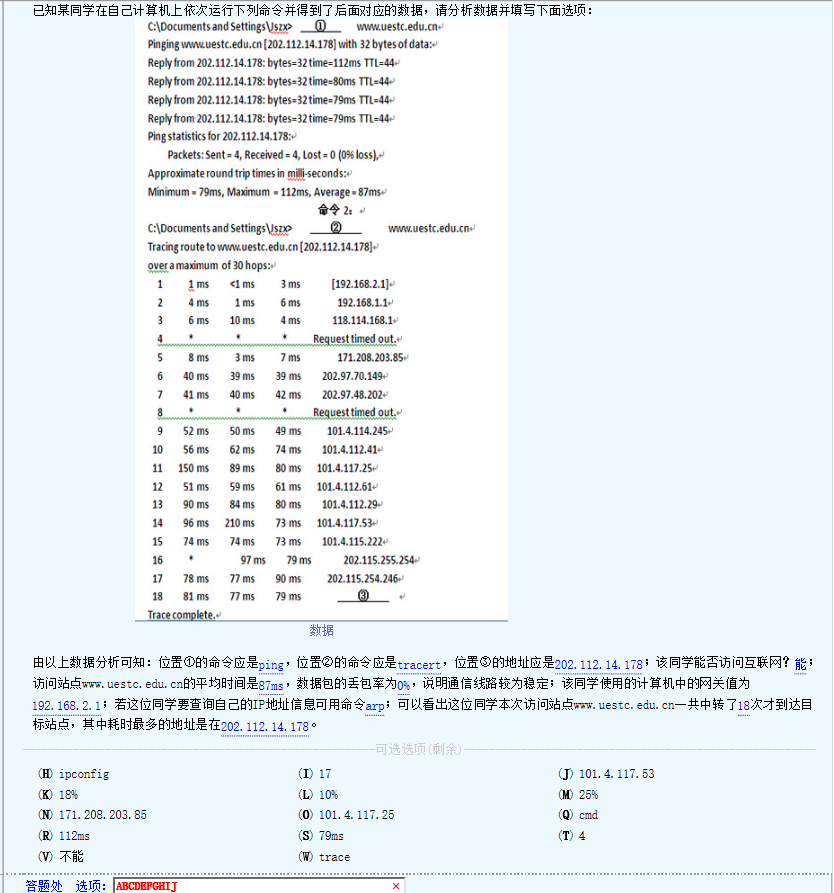 已知某同学在自己计算机上依次运行下列命令并得到了后面对应的数据，请分析数据并填写下面选项：
C:\Documents and Settings\Jszx> ① www.uestc.edu.cn
Pinging www.uestc.edu.cn [202.112.14.178] with 32 bytes of data:
Reply from 202.112.14.178: bytes=32 time=112ms TTL=44
Reply from 202.112.14.178: bytes=32 time=80ms TTL=44
Reply from 202.112.14.178: bytes=32 time=79ms TTL=44
Reply from 202.112.14.178: bytes=32 time=79ms TTL=44
Ping statistics for 202.112.14.178:
Packets: Sent = 4, Received = 4, Lost = 0 (0% loss),
Approximate round trip times in milli-seconds:
Minimum = 79ms, Maximum = 112ms, Average = 87ms
命令 2：
C:\Documents and Settings\Jszx> ② www.uestc.edu.cn
Tracing route to www.uestc.edu.cn [202.112.14.178]
over a maximum of 30 hops:
1 1 ms <1 ms 3 ms [192.168.2.1]
2 4 ms 1 ms 6 ms 192.168.1.1
3 6 ms 10 ms 4 ms 118.114.168.1
4 * * * Request timed out.
5 8 ms 3 ms 7 ms 171.208.203.85
6 40 ms 39 ms 39 ms 202.97.70.149
7 41 ms 40 ms 42 ms 202.97.48.202
8 * * * Request timed out.
9 52 ms 50 ms 49 ms 101.4.114.245
10 56 ms 62 ms 74 ms 101.4.112.41
11 150 ms 89 ms 80 ms 101.4.117.25
12 51 ms 59 ms 61 ms 101.4.112.61
13 90 ms 84 ms 80 ms 101.4.112.29
14 96 ms 210 ms 73 ms 101.4.117.53
15 74 ms 74 ms 73 ms 101.4.115.222
16 * 97 ms 79 ms 202.115.255.254
17 78 ms 77 ms 90 ms 202.115.254.246
18 81 ms 77 ms 79 ms ③
Trace complete.
数据
由以上数据分析可知：位置①的命令应是ping，位置②的命令应是tracert，位置③的地址应是202.112.14.178；该同学能否访问互联网？能；
访问站点www.uestc.edu.cn的平均时间是87ms，数据包的丢包率为0%，说明通信线路较为稳定；该同学使用的计算机中的网关值为
192.168.2.1；若这位同学要查询自己的IP地址信息可用命令arp；可以看出这位同学本次访问站点www.uestc.edu.cn一共中转了18次才到达目
标站点，其中耗时最多的地址是在202.112.14.178。
可选选项(剩余)
(H) ipconfig (I) 17 (J) 101.4.117.53
(K) 18% (L) 10% (M) 25%
(N) 171.208.203.85 (O) 101.4.117.25 (Q) cmd
(R) 112ms (S) 79ms (T) 4
(V) 不能 (W) trace
答题处 选项： ABCDEFGHIJ ×